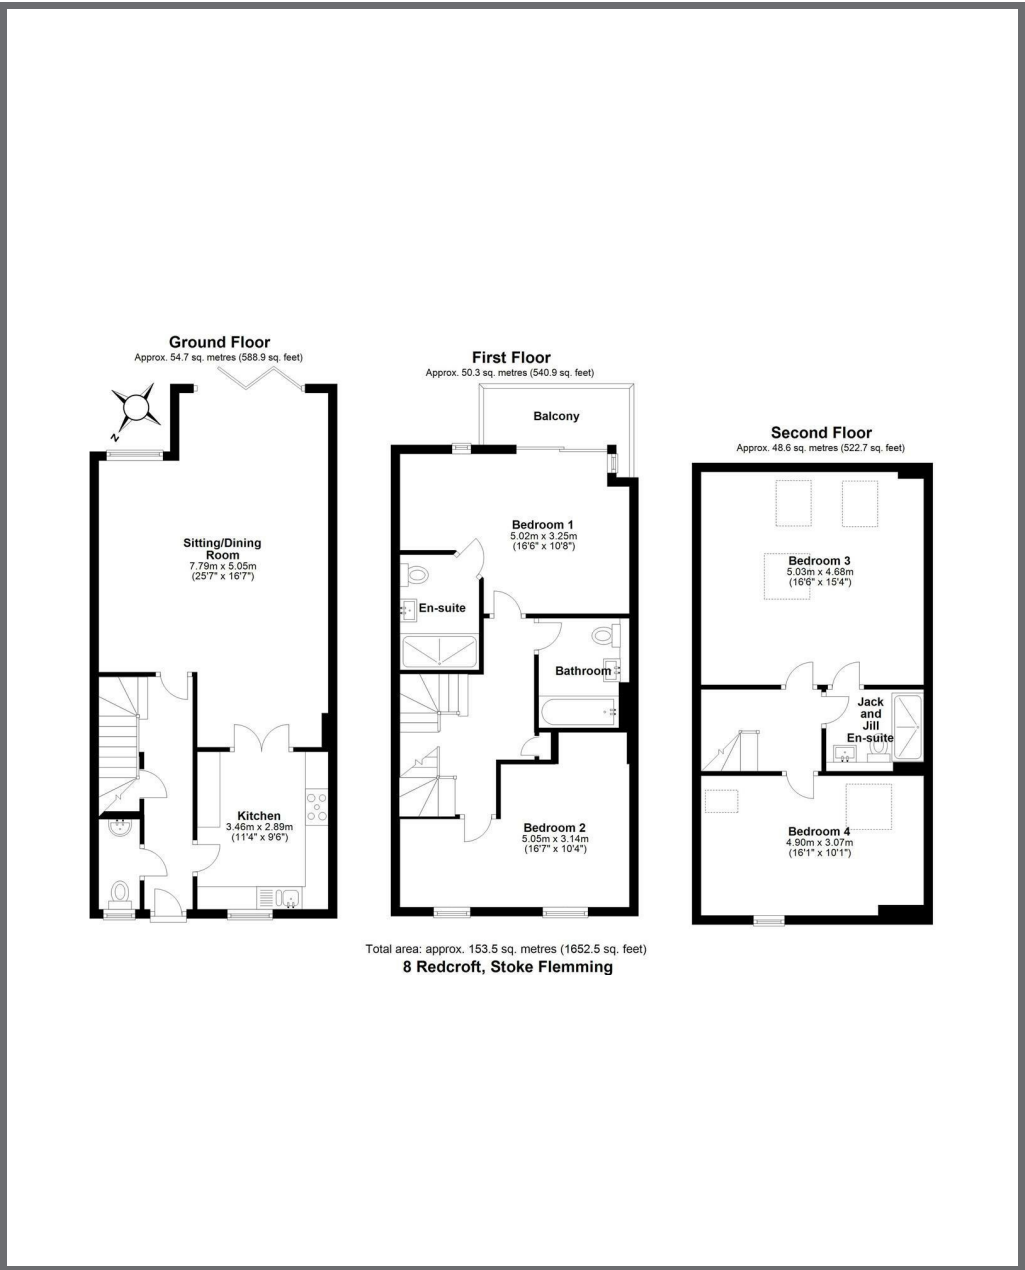 Ground Floor
Approx. 54.7 sq. metres (588.9 sq. feet)
N
Sitting/Dining
Room
7.79m x 5.05m
(25'7" x 16'7")
Kitchen
3.46m x 2.89m
(11'4" x 9'6")
First Floor
Approx. 50.3 sq. metres (540.9 sq. feet)
Balcony
Bedroom 1
5.02m x 3.25m
(16'6" x 10'8")
En-suite
Bathroom
Bedroom 2
5.05m x 3.14m
(16'7" x 10'4")
Second Floor
Approx. 48.6 sq. metres (522.7 sq. feet)
Bedroom 3
5.03m x 4.68m
(16'6" x 15'4")
Jack
and
Jill
En-suite
Bedroom 4
4.90m x 3.07m
(16'1" x 10'1")
Total area: approx. 153.5 sq. metres (1652.5 sq. feet)
8 Redcroft, Stoke Flemming